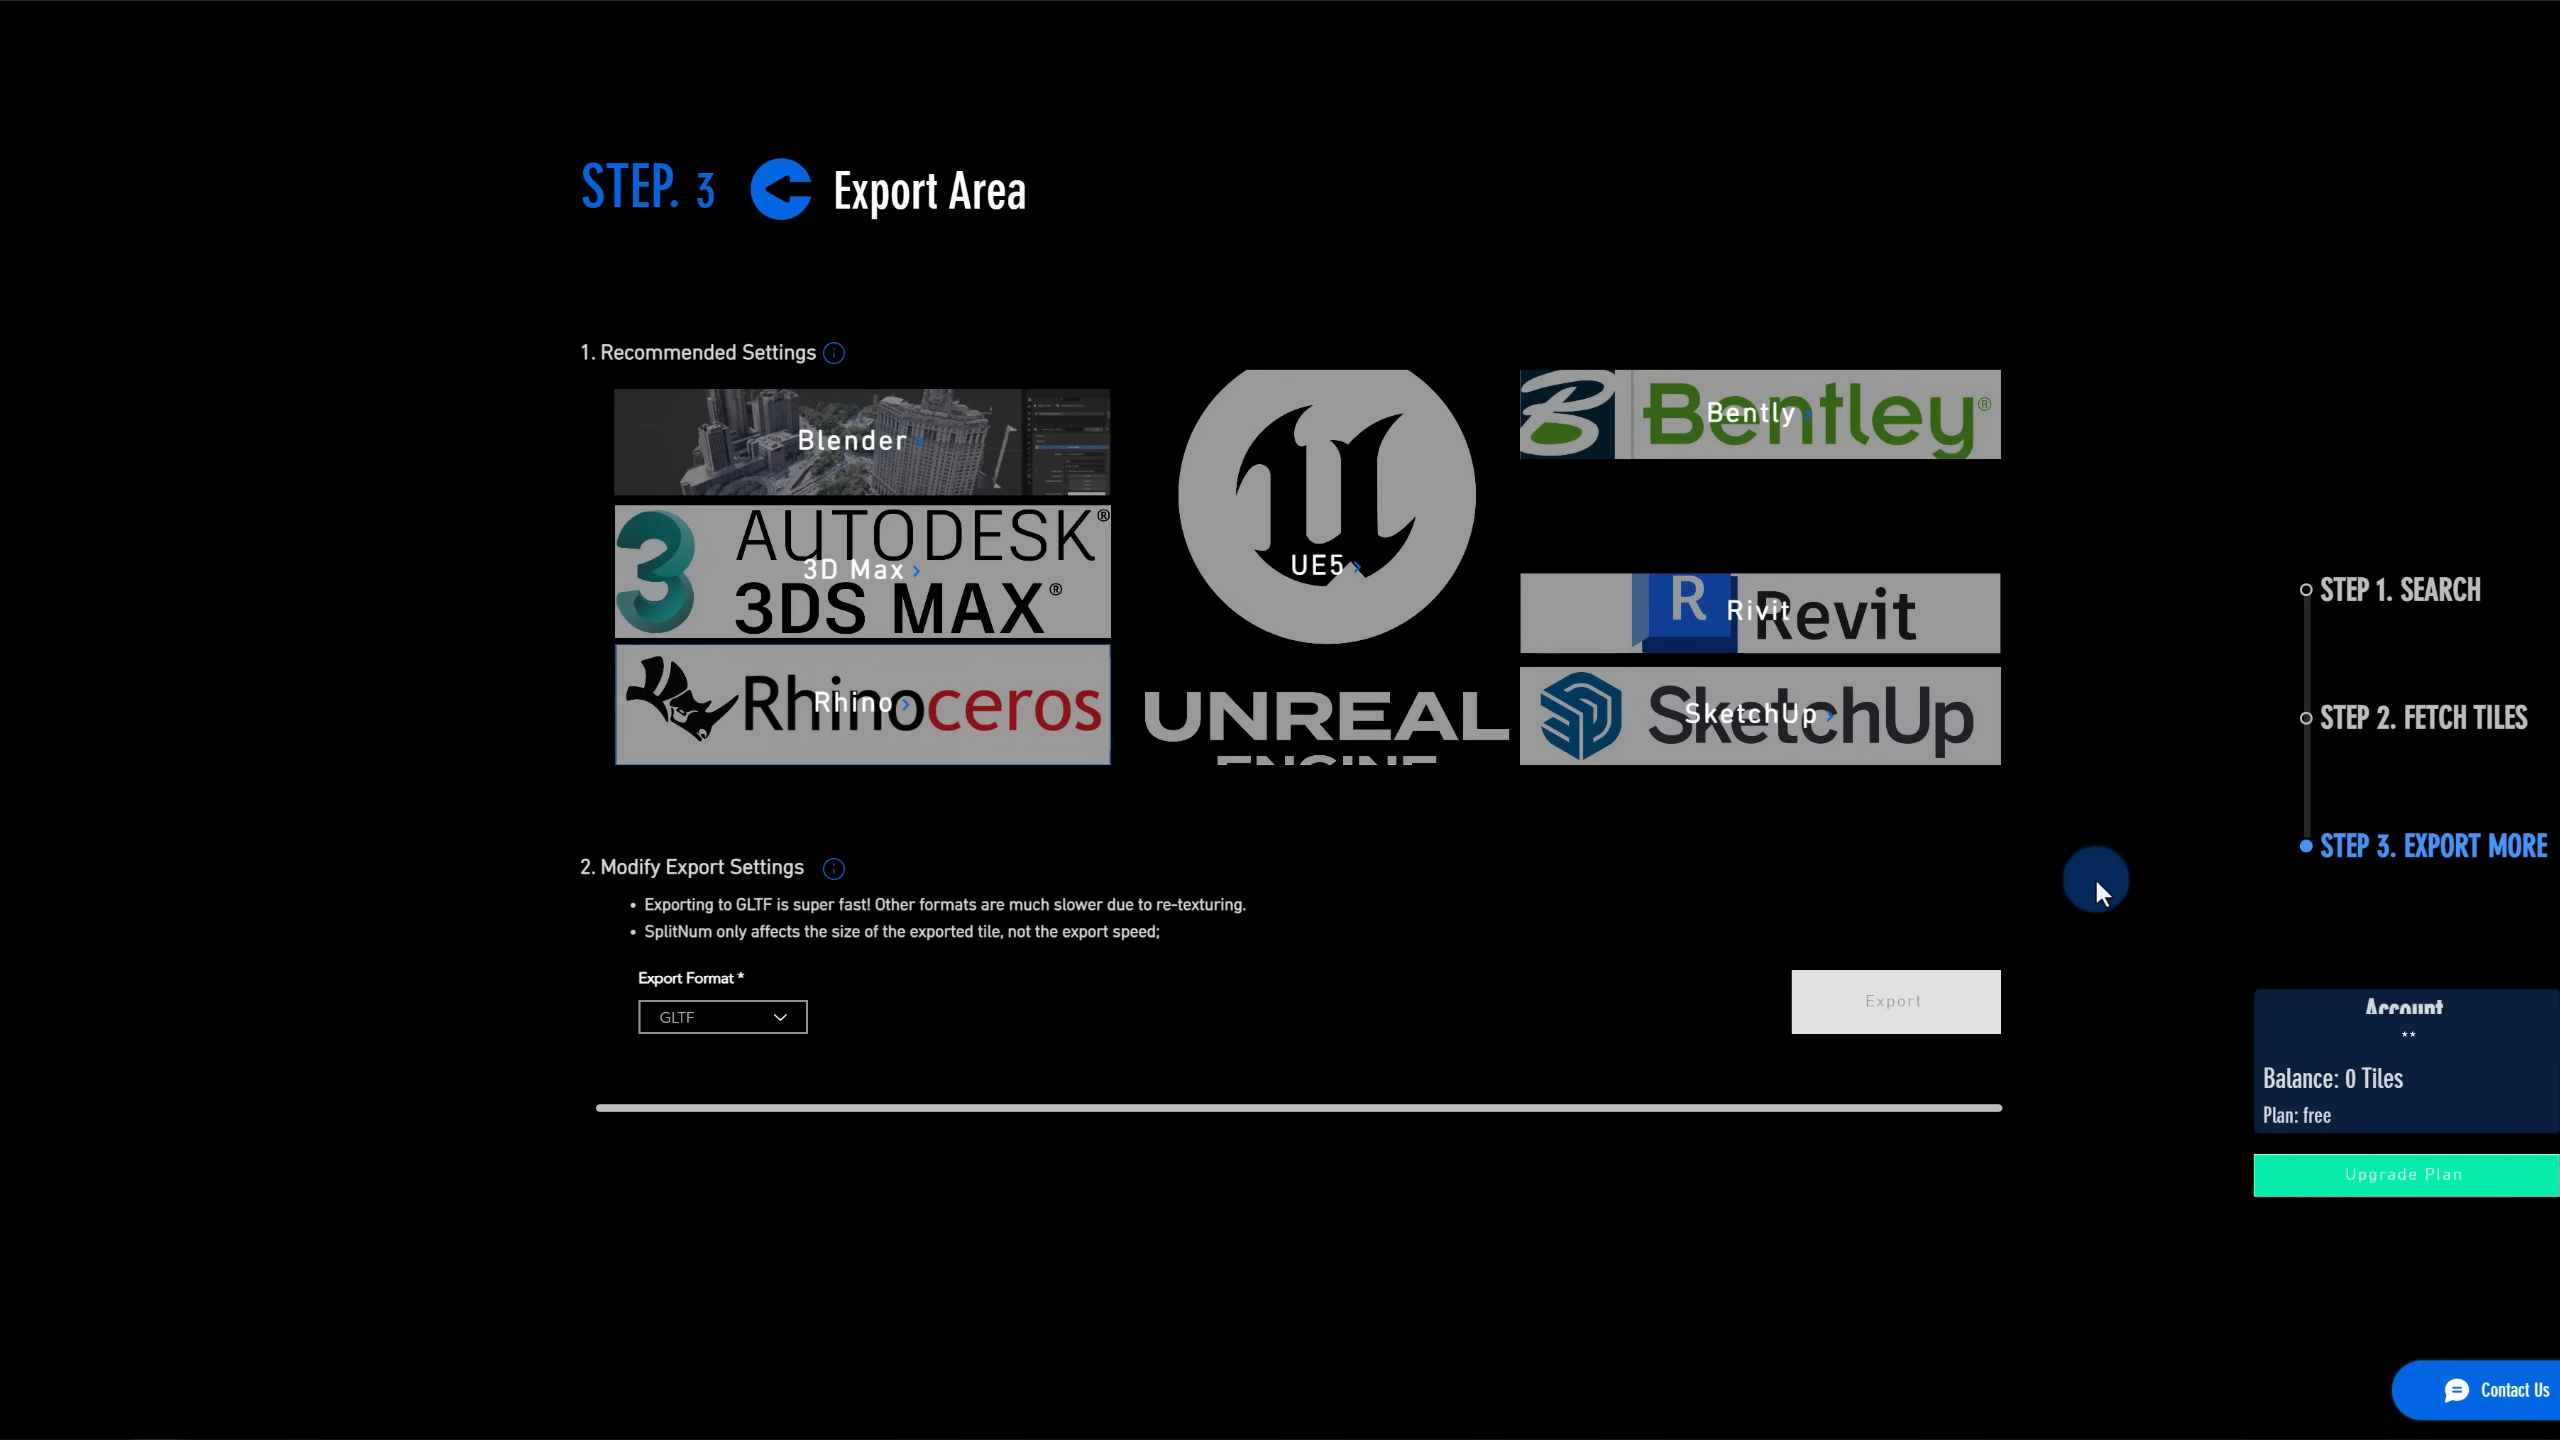 STEP. 3 Export Area
1. Recommended Settings
Blender
AUTODESK®
3D Max
3DS MAX®
Rhinoceros
Rhino
UE5
UNREAL
ENGINE
Bentley®
Bently
Revit
R
Rivit
SketchUp
SketchUp
STEP 1. SEARCH
STEP 2. FETCH TILES
STEP 3. EXPORT MORE
2. Modify Export Settings
• Exporting to GLTF is super fast! Other formats are much slower due to re-texturing.
• SplitNum only affects the size of the exported tile, not the export speed;
Export Format *
GLTF
Export
Account
**
Balance: 0 Tiles
Plan: free
Upgrade Plan
Contact Us